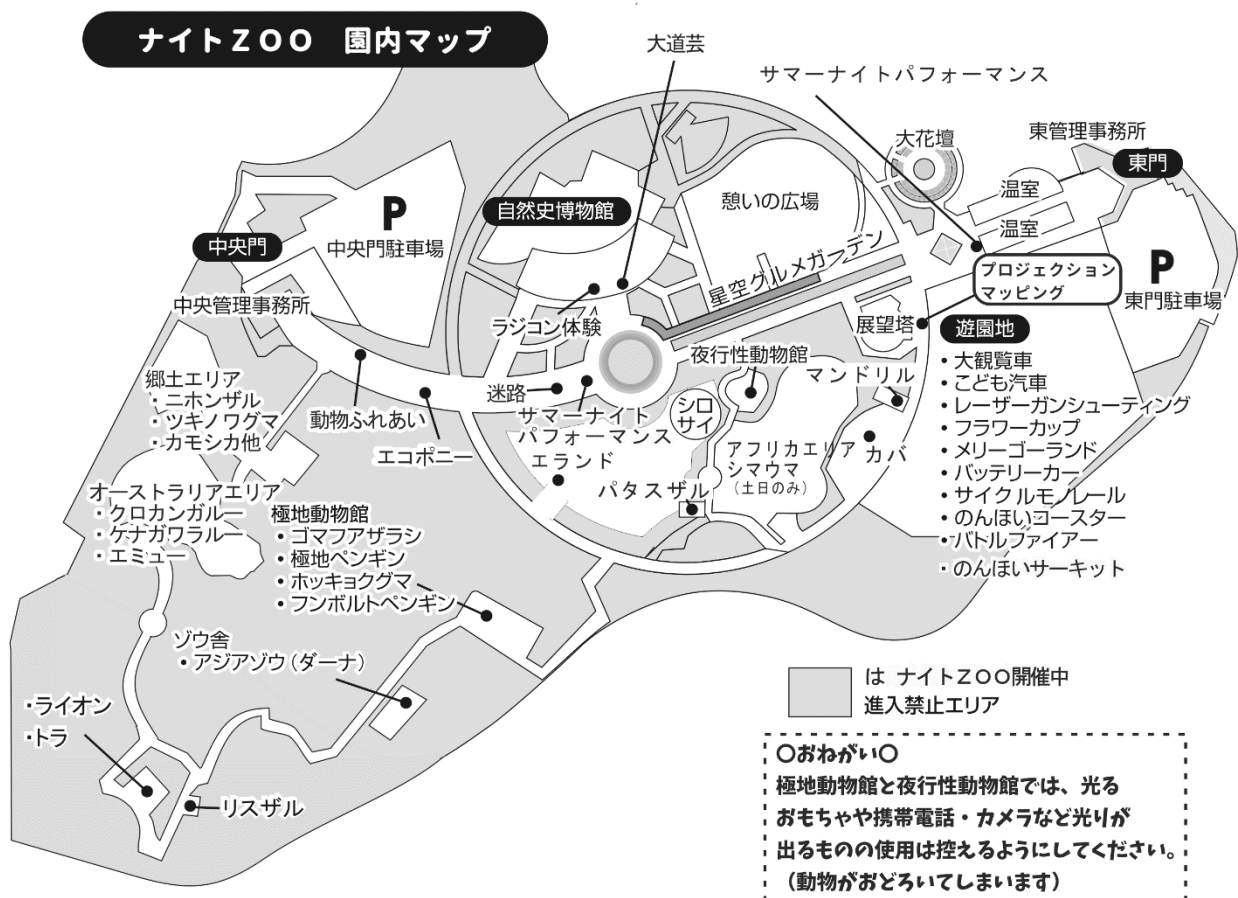 ナイトZOO 園内マップ
大道芸
サマーナイトパフォーマンス
大花壇
東管理事務所
東門
温室
温室
P
中央門駐車場
自然史博物館
憩いの広場
中央門
星空グルメガーデン
プロジェクション
マッピング
P
東門駐車場
中央管理事務所
ラジコン体験
展望塔
遊園地
・大観覧車
・こども汽車
・レーザーガンシューティング
・フラワーカップ
・メリーゴーランド
・バッテリーカー
・サイクルモノレール
・のんほいコースター
・バトルファイアー
・のんほいサーキット
夜行性動物館
マンドリル
郷土エリア
・ニホンザル
・ツキノワグマ
・カモシカ他
動物ふれあい
エコポニー
迷路
サマーナイト
パフォーマンス
シロ
サイ
エランド
アフリカエリア
シマウマ
(土日のみ)
カバ
パタスザル
オーストラリアエリア
・クロカンガルー
・ケナガワラルー
・エミュー
極地動物館
・ゴマフアザラシ
・極地ペンギン
・ホッキョクグマ
・フンボルトペンギン
ゾウ舎
・アジアゾウ(ダーナ)
・ライオン
・トラ
リスザル
は ナイトZOO開催中
進入禁止エリア
○おねがい○
極地動物館と夜行性動物館では、光る
おもちゃや携帯電話・カメラなど光りが
出るものの使用は控えるようにしてください。
(動物がおどろいてしまいます)